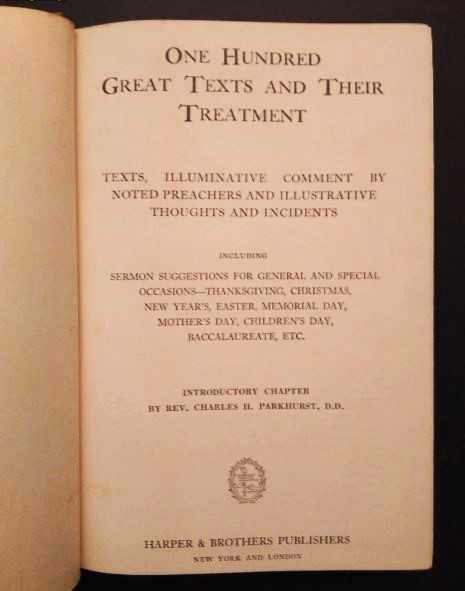 ONE HUNDRED
GREAT TEXTS AND THEIR
TREATMENT
TEXTS, ILLUMINATIVE COMMENT BY
NOTED PREACHERS AND ILLUSTRATIVE
THOUGHTS AND INCIDENTS
INCLUDING
SERMON SUGGESTIONS FOR GENERAL AND SPECIAL
OCCASIONS—THANKSGIVING, CHRISTMAS,
NEW YEAR'S, EASTER, MEMORIAL DAY,
MOTHER'S DAY, CHILDREN'S DAY,
BACCALAUREATE, ETC.
INTRODUCTORY CHAPTER
BY REV. CHARLES H. PARKHURST, D.D.
HARPER & BROTHERS PUBLISHERS
NEW YORK AND LONDON